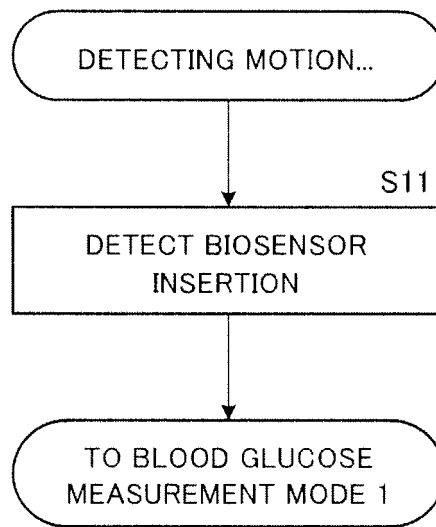 DETECTING MOTION...
S11
DETECT BIOSENSOR
INSERTION
TO BLOOD GLUCOSE
MEASUREMENT MODE 1